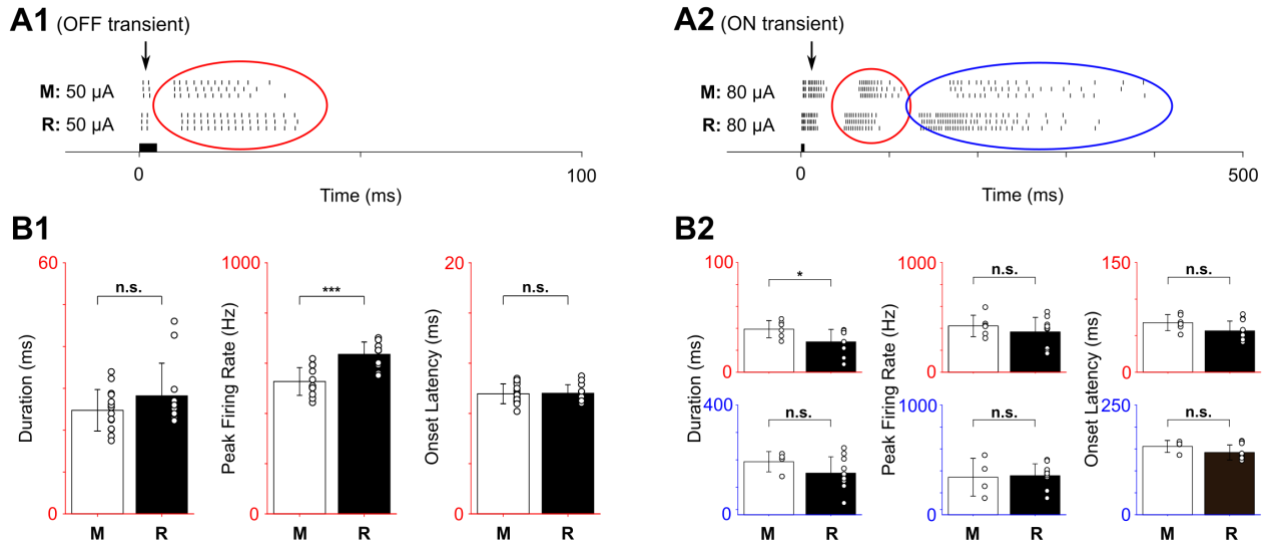 A1 (OFF transient)
M: 50 μA
R: 50 μA
0
100
Time (ms)
A2 (ON transient)
M: 80 μA
R: 80 μA
0
500
Time (ms)
B1
60
0
Duration (ms)
n.s.
M R
1000
0
Peak Firing Rate (Hz)
***
M R
20
0
Onset Latency (ms)
n.s.
M R
B2
100
0
*
Duration (ms)
400
0
n.s.
M R
1000
0
n.s.
Peak Firing Rate (Hz)
1000
0
n.s.
M R
150
0
n.s.
Onset Latency (ms)
250
0
n.s.
M R